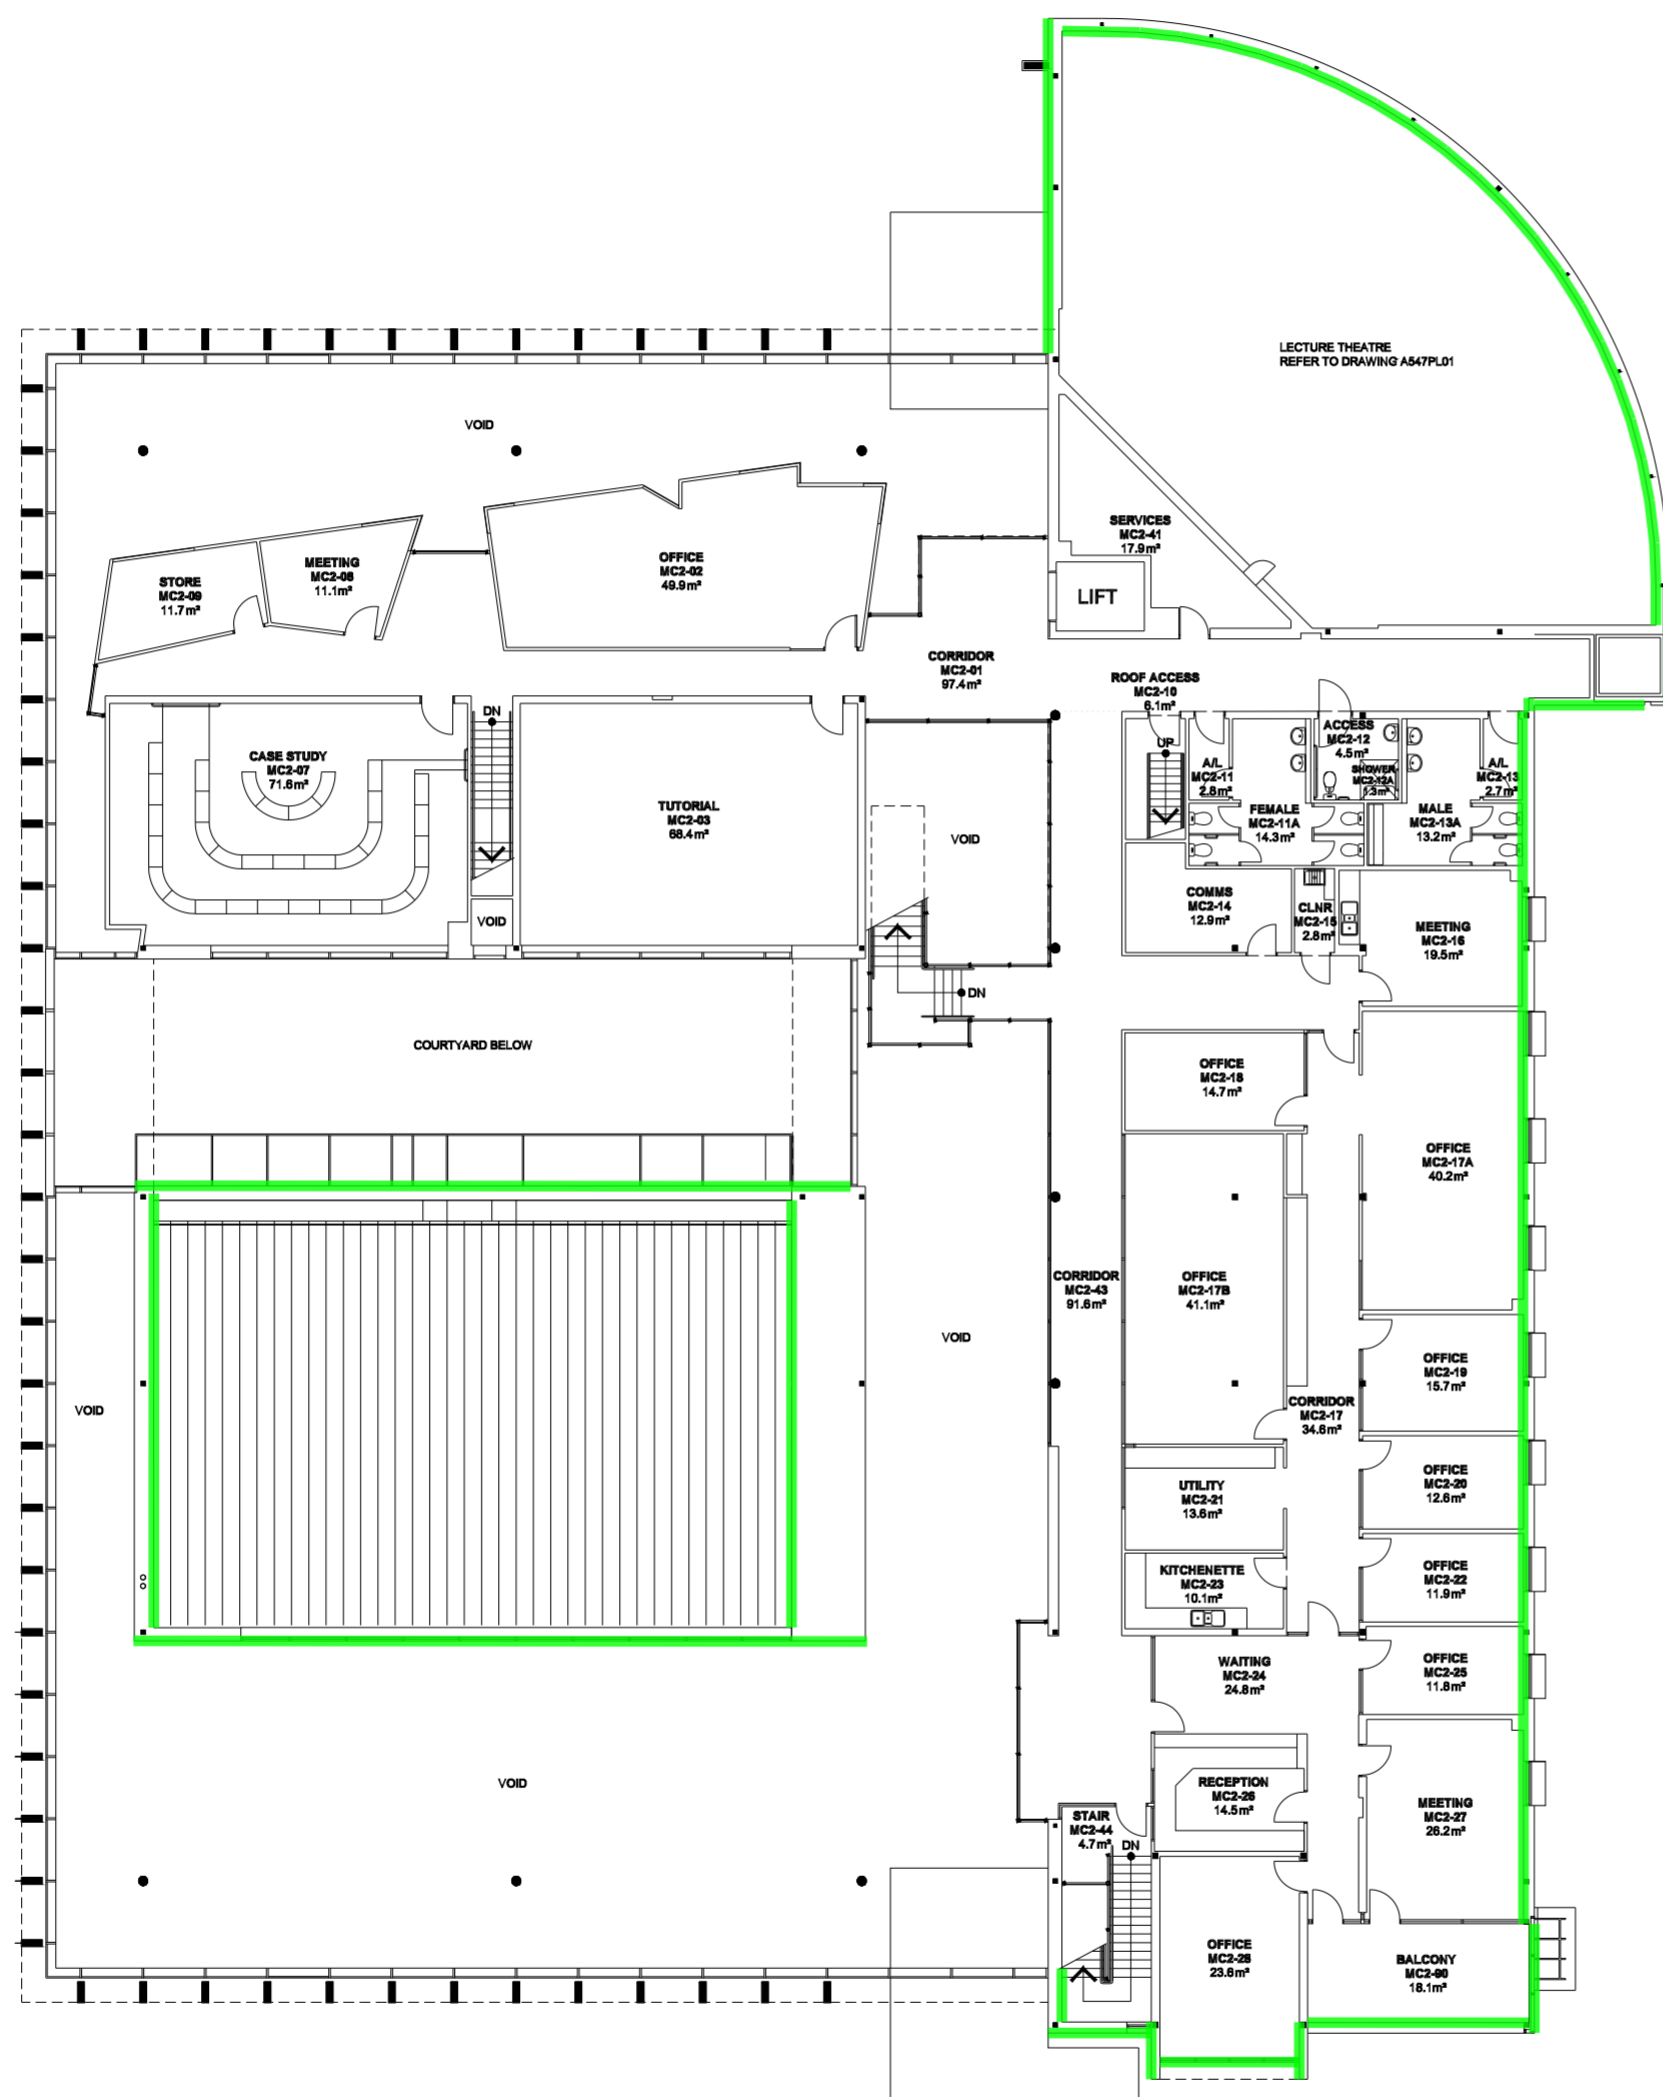 LECTURE THEATRE
REFER TO DRAWING A547PL01
VOID
SERVICES
MC2-41
17.9m²
OFFICE
MC2-02
49.9m²
MEETING
MC2-08
11.1m²
STORE
MC2-09
11.7m²
LIFT
CORRIDOR
MC2-01
97.4m²
ROOF ACCESS
MC2-10
6.1m²
DN
ACCESS
MC2-12
4.5m²
UP
CASE STUDY
MC2-07
71.6m²
A/L
MC2-11
2.8m²
SHOWER
MC2-12A
1.3m²
A/L
MC2-13
2.7m²
TUTORIAL
MC2-03
68.4m²
FEMALE
MC2-11A
14.3m²
MALE
MC2-13A
13.2m²
VOID
COMMS
MC2-14
12.9m²
CLNR
MC2-15
2.8m²
VOID
MEETING
MC2-16
19.5m²
DN
COURTYARD BELOW
OFFICE
MC2-18
14.7m²
OFFICE
MC2-17A
40.2m²
CORRIDOR
MC2-43
91.6m²
OFFICE
MC2-17B
41.1m²
VOID
OFFICE
MC2-19
15.7m²
VOID
CORRIDOR
MC2-17
34.6m²
OFFICE
MC2-20
12.6m²
UTILITY
MC2-21
13.6m²
KITCHENETTE
MC2-23
10.1m²
OFFICE
MC2-22
11.9m²
WAITING
MC2-24
24.8m²
OFFICE
MC2-25
11.8m²
VOID
RECEPTION
MC2-26
14.5m²
MEETING
MC2-27
26.2m²
STAIR
MC2-44
4.7m²
DN
OFFICE
MC2-28
23.6m²
BALCONY
MC2-90
18.1m²